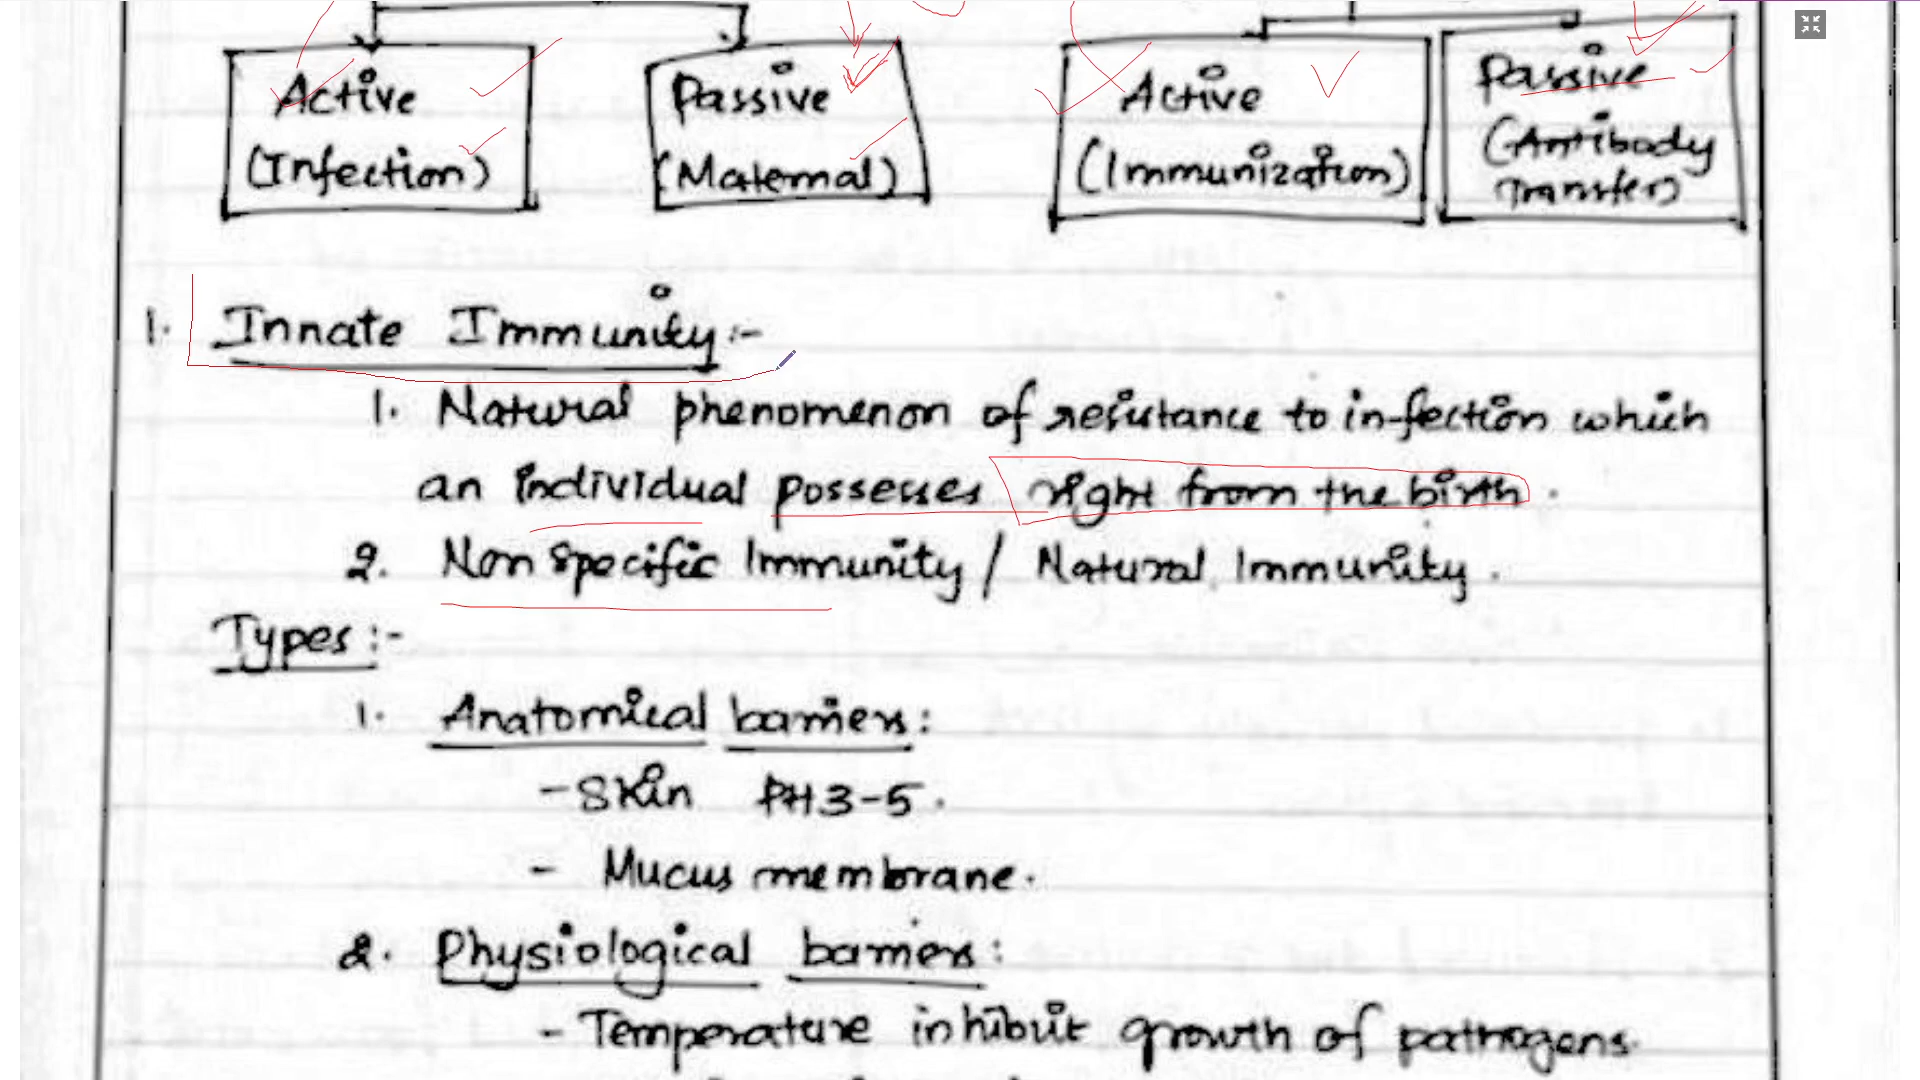 Active
(Infection)
Passive
(Maternal)
Active
(Immunization)
Passive
(Antibody
Transfer)
1. Innate Immunity:-
1. Natural phenomenon of resistance to infection which
an individual possesses right from the birth.
2. Non specific Immunity / Natural Immunity.
Types:-
1. Anatomical barriers:
- Skin PH 3-5.
- Mucus membrane.
2. Physiological barriers:
- Temperature inhibit growth of pathogens.